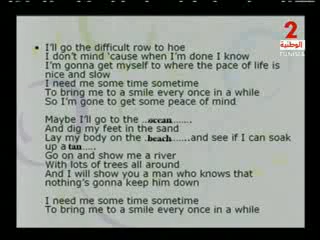 2
الوطنية
I'll go the difficult row to hoe
I don't mind 'cause when I'm done I know
I'm gonna get myself to where the pace of life is
nice and slow
I need me some time sometime
To bring me to a smile every once in a while
So I'm gone to get some peace of mind
Maybe I'll go to the ...ocean.......
And dig my feet in the sand
Lay my body on the ..beach......and see if I can soak
up a tan.....
Go on and show me a river
With lots of trees all around
And I will show you a man who knows that
nothing's gonna keep him down
I need me some time sometime
To bring me to a smile every once in a while